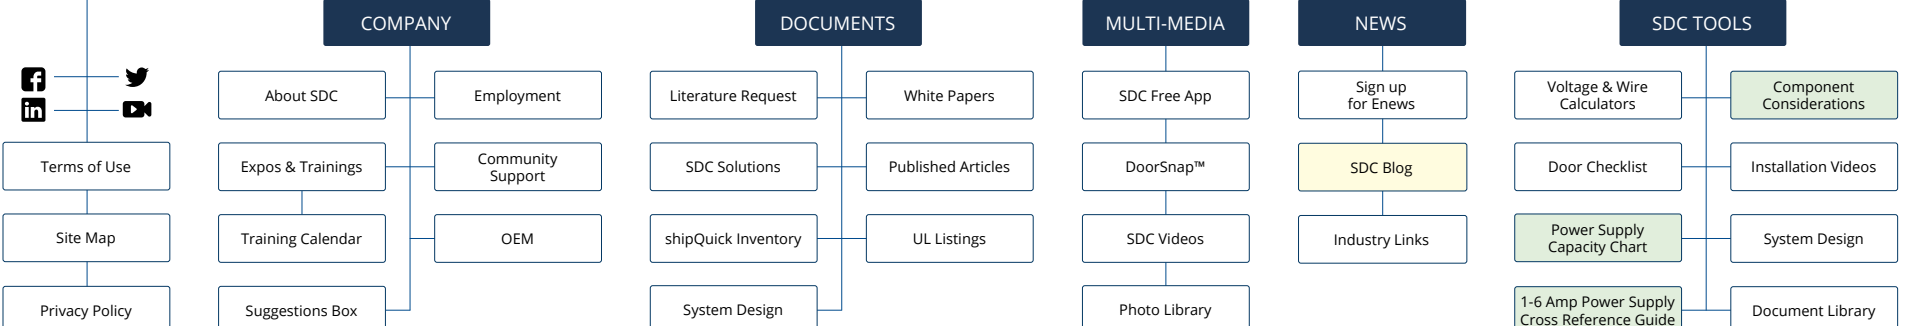 COMPANY
DOCUMENTS
MULTI-MEDIA
NEWS
SDC TOOLS
Terms of Use
Site Map
Privacy Policy
About SDC
Employment
Expos & Trainings
Community
Support
Training Calendar
OEM
Suggestions Box
Literature Request
White Papers
SDC Solutions
Published Articles
shipQuick Inventory
UL Listings
System Design
SDC Free App
DoorSnap™
SDC Videos
Photo Library
Sign up
for Enews
SDC Blog
Industry Links
Voltage & Wire
Calculators
Component
Considerations
Door Checklist
Installation Videos
Power Supply
Capacity Chart
System Design
1-6 Amp Power Supply
Cross Reference Guide
Document Library